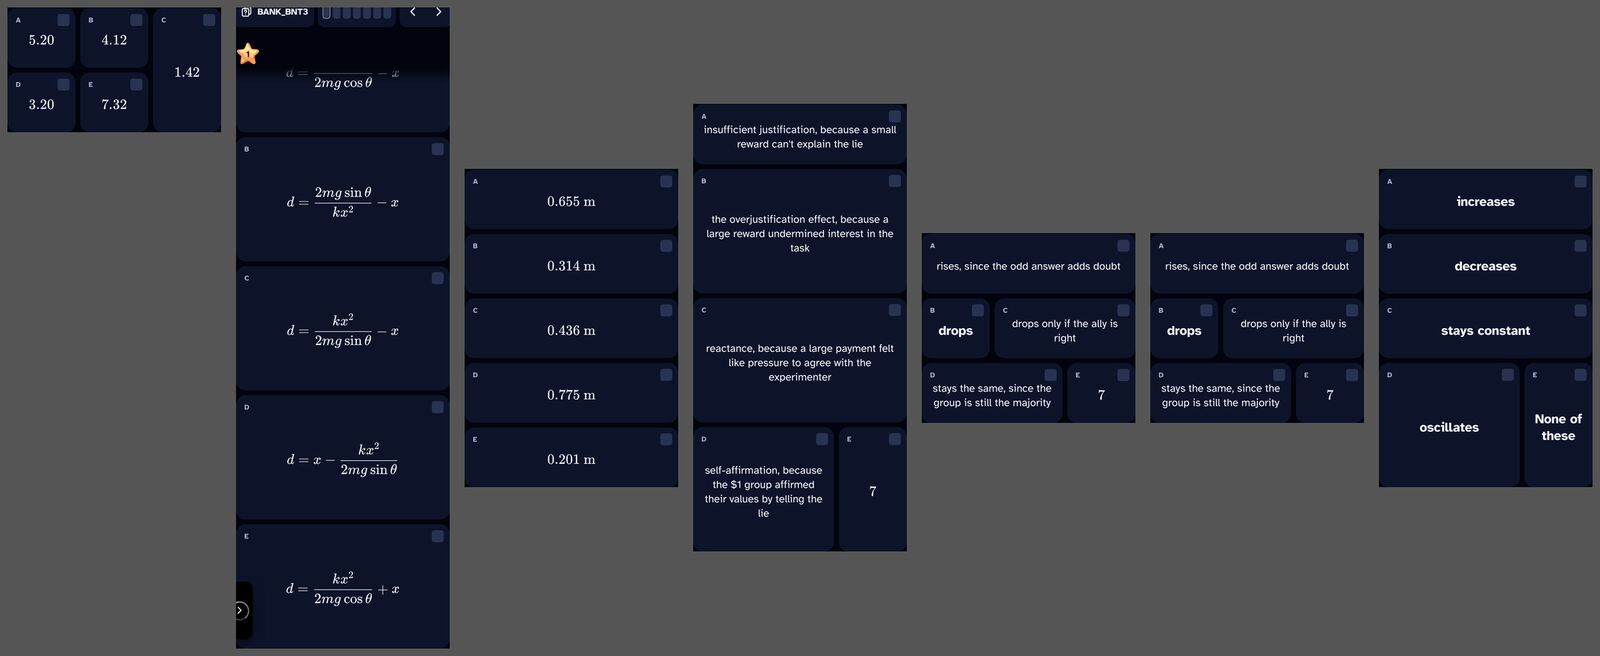 A
5.20
B
4.12
C
1.42
D
3.20
E
7.32
BANK_BNT3
1
d = / 2mg cos θ − x
B
d = 2mg sin θ / kx² − x
C
d = kx² / 2mg sin θ − x
D
d = x − kx² / 2mg sin θ
E
d = kx² / 2mg cos θ + x
A
0.655 m
B
0.314 m
C
0.436 m
D
0.775 m
E
0.201 m
A
insufficient justification, because a small
reward can't explain the lie
B
the overjustification effect, because a
large reward undermined interest in the
task
C
reactance, because a large payment felt
like pressure to agree with the
experimenter
D
self-affirmation, because
the $1 group affirmed
their values by telling the
lie
E
7
A
rises, since the odd answer adds doubt
B
drops
C
drops only if the ally is
right
D
stays the same, since the
group is still the majority
E
7
A
rises, since the odd answer adds doubt
B
drops
C
drops only if the ally is
right
D
stays the same, since the
group is still the majority
E
7
A
increases
B
decreases
C
stays constant
D
oscillates
E
None of
these